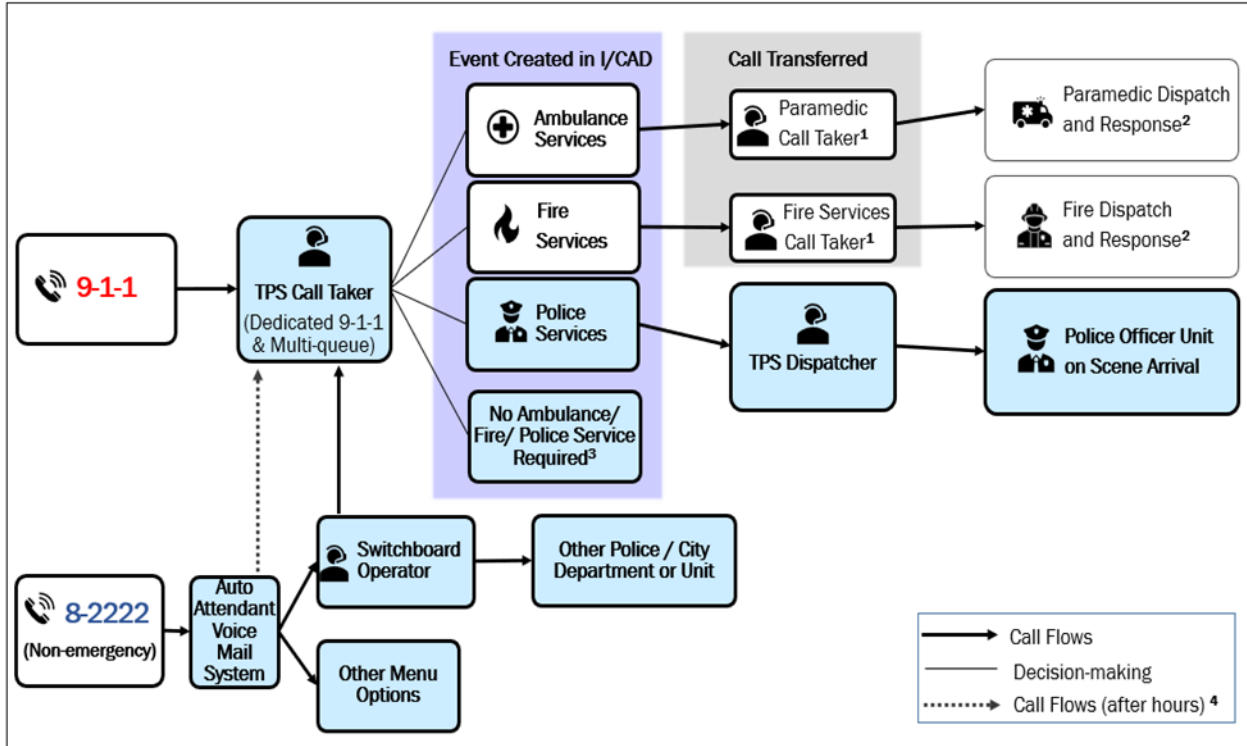 Event Created in I/CAD
Call Transferred
Ambulance
Services
Paramedic
Call Taker¹
Paramedic Dispatch
and Response²
Fire
Services
Fire Services
Call Taker¹
Fire Dispatch
and Response²
9-1-1
TPS Call Taker
(Dedicated 9-1-1
& Multi-queue)
Police
Services
TPS Dispatcher
Police Officer Unit
on Scene Arrival
No Ambulance/
Fire/ Police Service
Required³
Switchboard
Operator
Other Police / City
Department or Unit
8-2222
(Non-emergency)
Auto
Attendant
Voice
Mail
System
Other Menu
Options
Call Flows
Decision-making
Call Flows (after hours) ⁴